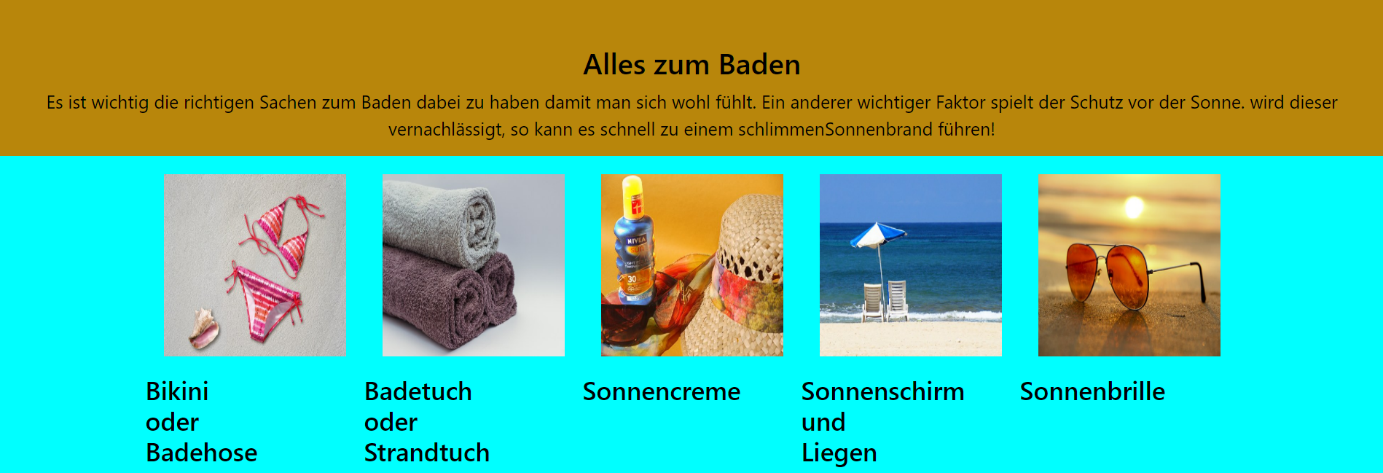 Alles zum Baden
Es ist wichtig die richtigen Sachen zum Baden dabei zu haben damit man sich wohl fühlt. Ein anderer wichtiger Faktor spielt der Schutz vor der Sonne. wird dieser
vernachlässigt, so kann es schnell zu einem schlimmenSonnenbrand führen!
NIVEA
30
Bikini
oder
Badehose
Badetuch
oder
Strandtuch
Sonnencreme
Sonnenschirm
und
Liegen
Sonnenbrille